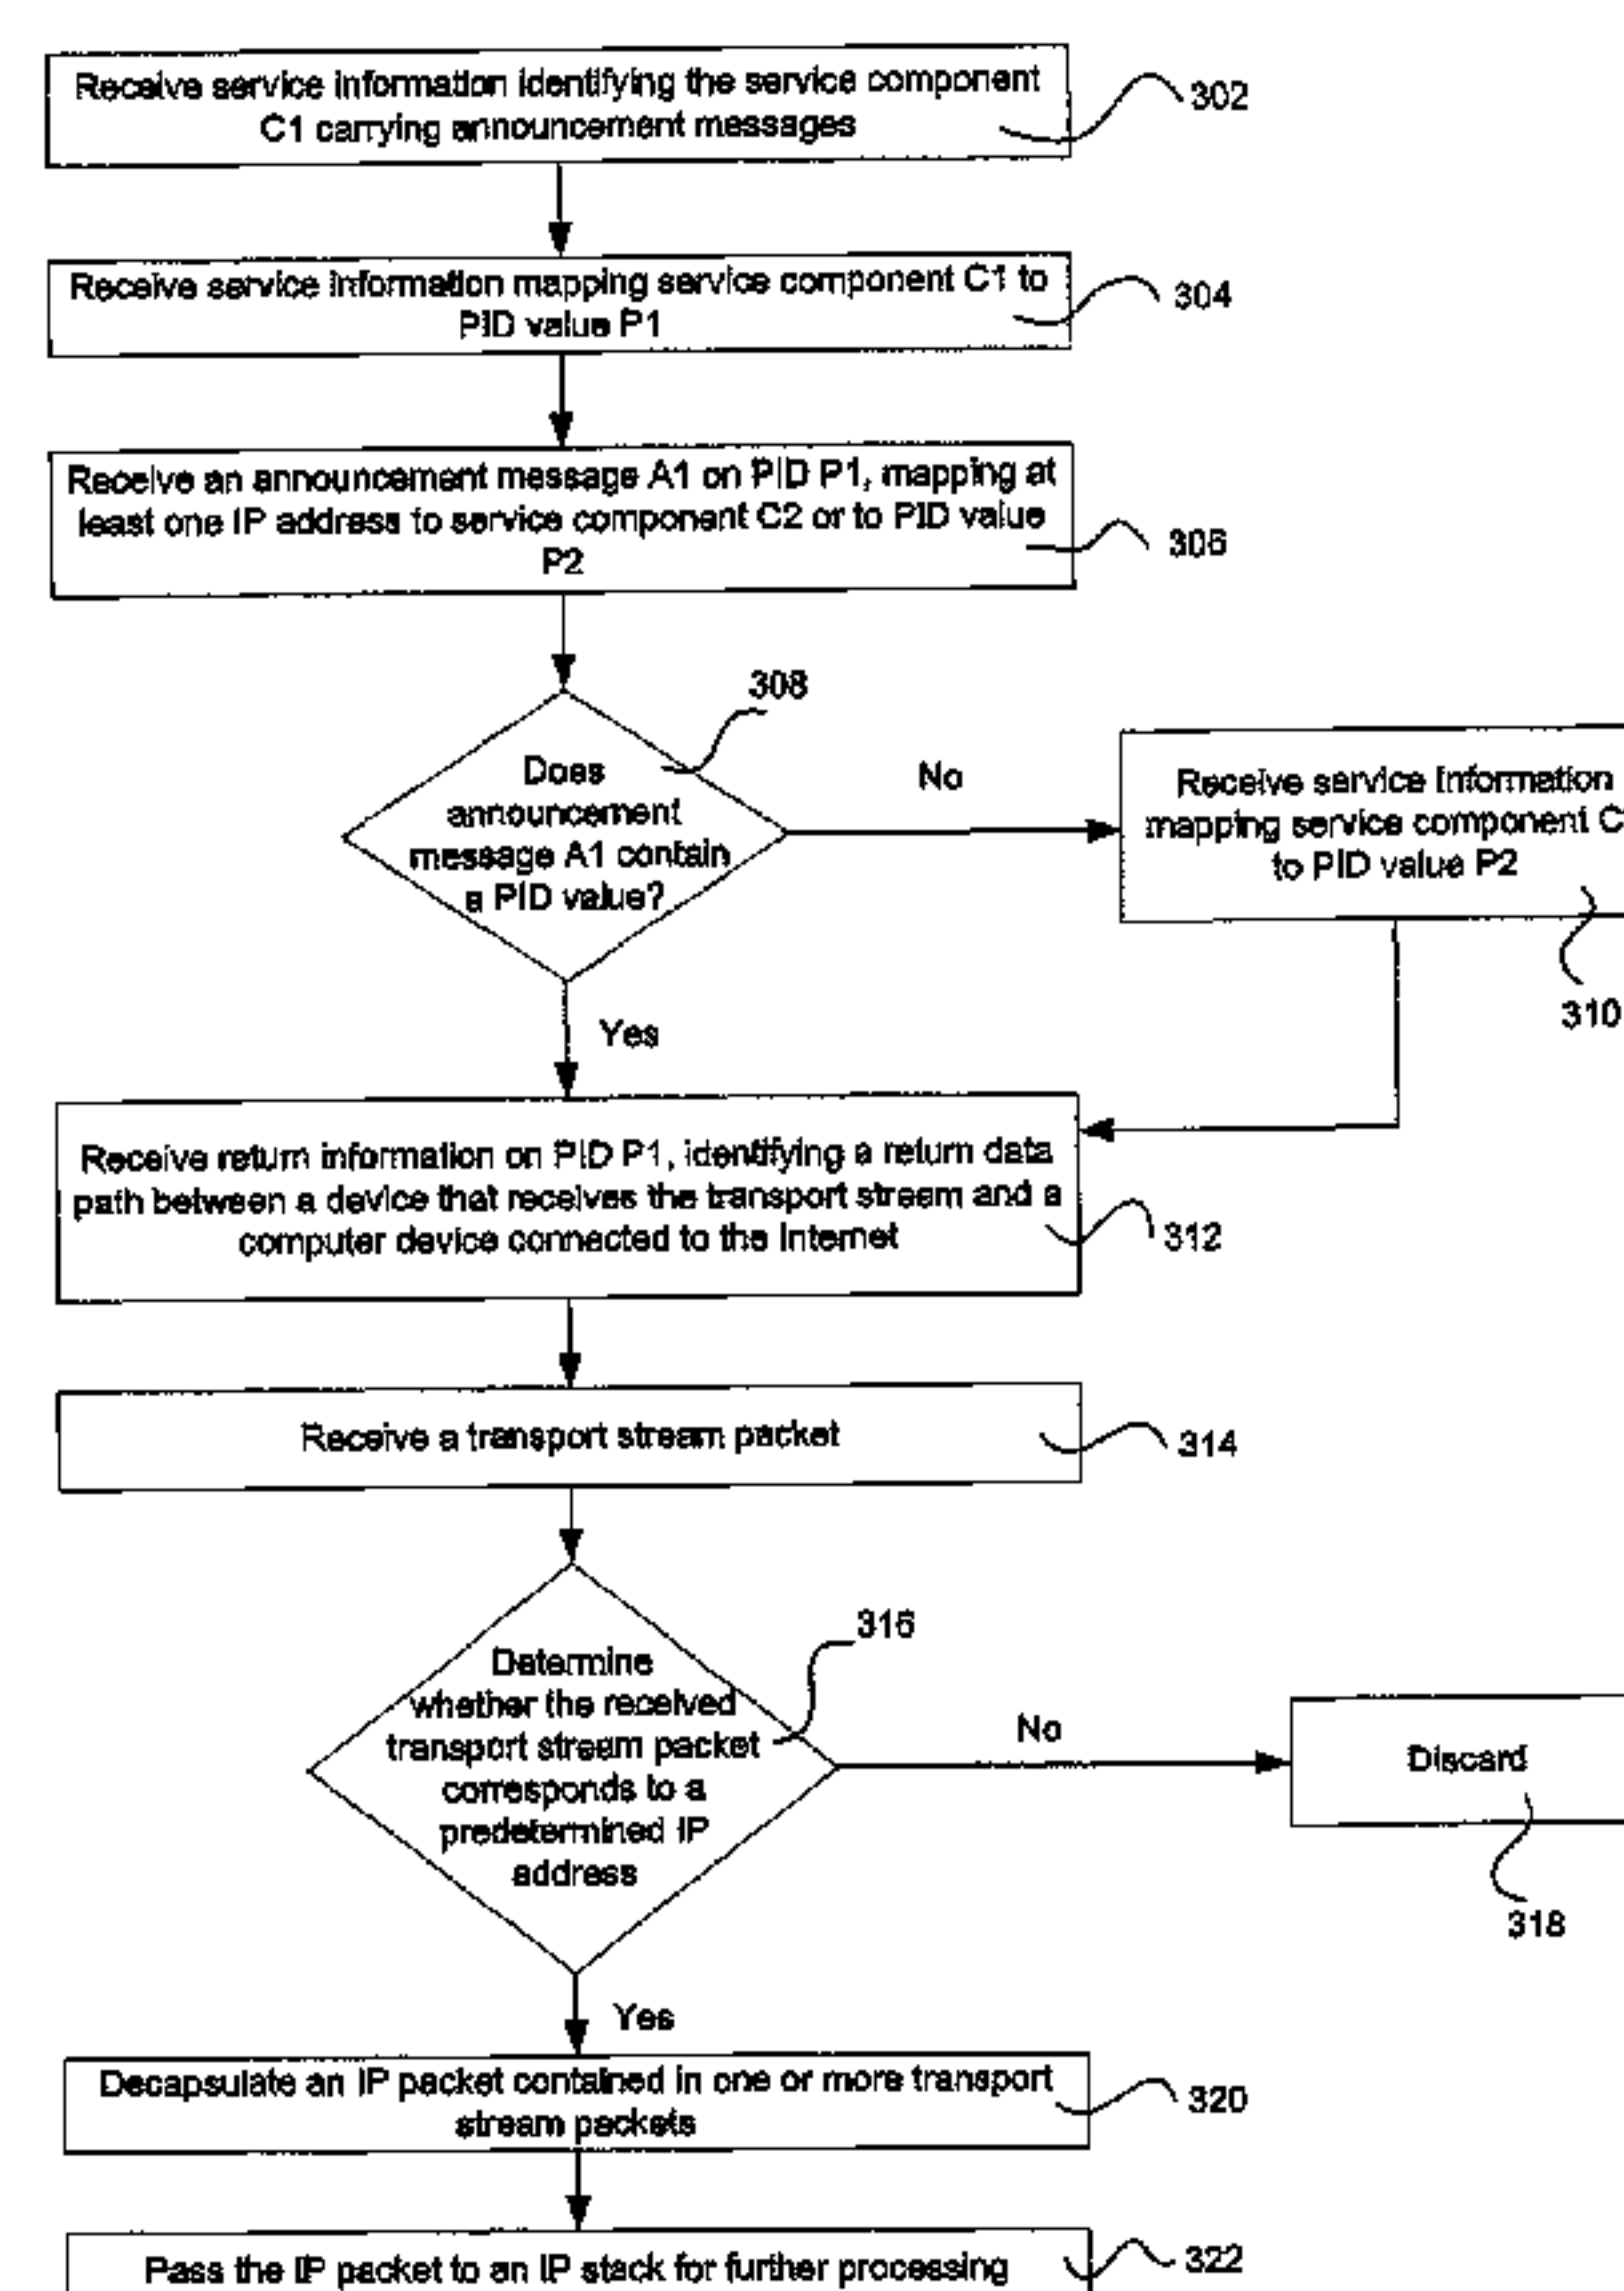 Receive service information identifying the service component
C1 carrying announcement messages
302
Receive service information mapping service component C1 to
PID value P1
304
Receive an announcement message A1 on PID P1, mapping at
least one IP address to service component C2 or to PID value
P2
306
308
Does
announcement
message A1 contain
a PID value?
No
Receive service information
mapping service component
to PID value P2
310
Yes
Receive return information on PID P1, identifying a return data
path between a device that receives the transport stream and a
computer device connected to the Internet
312
Receive a transport stream packet
314
316
Determine
whether the received
transport stream packet
corresponds to a
predetermined IP
address
No
Discard
318
Yes
Decapsulate an IP packet contained in one or more transport
stream packets
320
Pass the IP packet to an IP stack for further processing
322